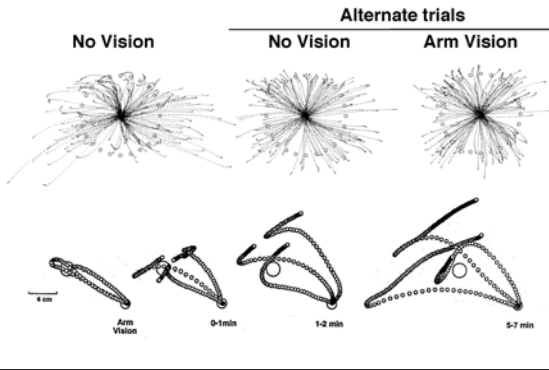 Alternate trials
No Vision
No Vision
Arm Vision
4 cm
Arm
Vision
0-1min
1-2 min
5-7 min